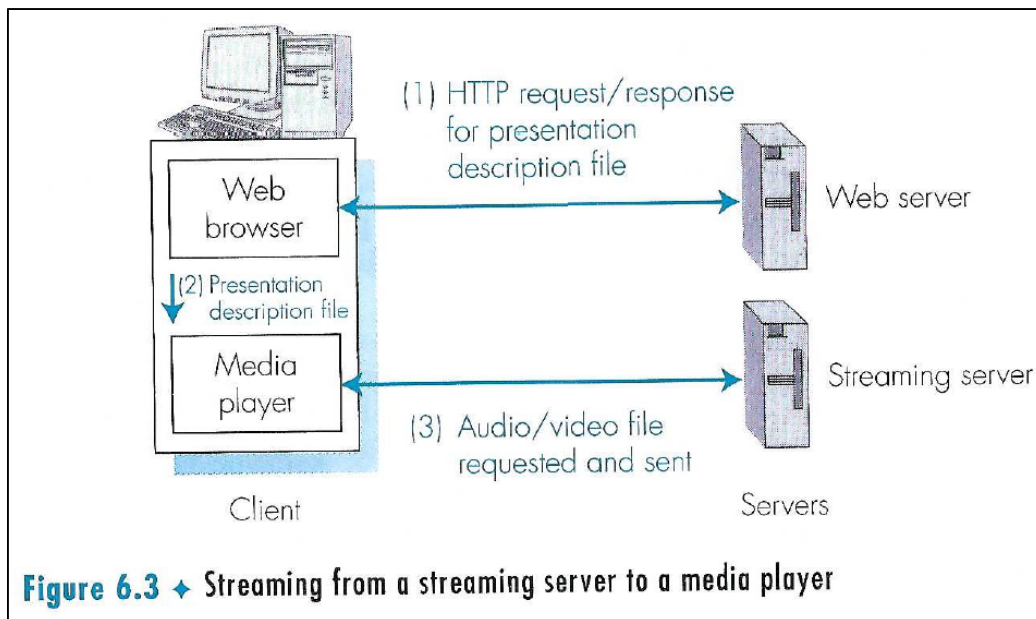 (1) HTTP request/response
for presentation
description file
Web
browser
Web server
(2) Presentation
description file
Media
player
Streaming server
(3) Audio/video file
requested and sent
Client
Servers
Figure 6.3 ✦ Streaming from a streaming server to a media player